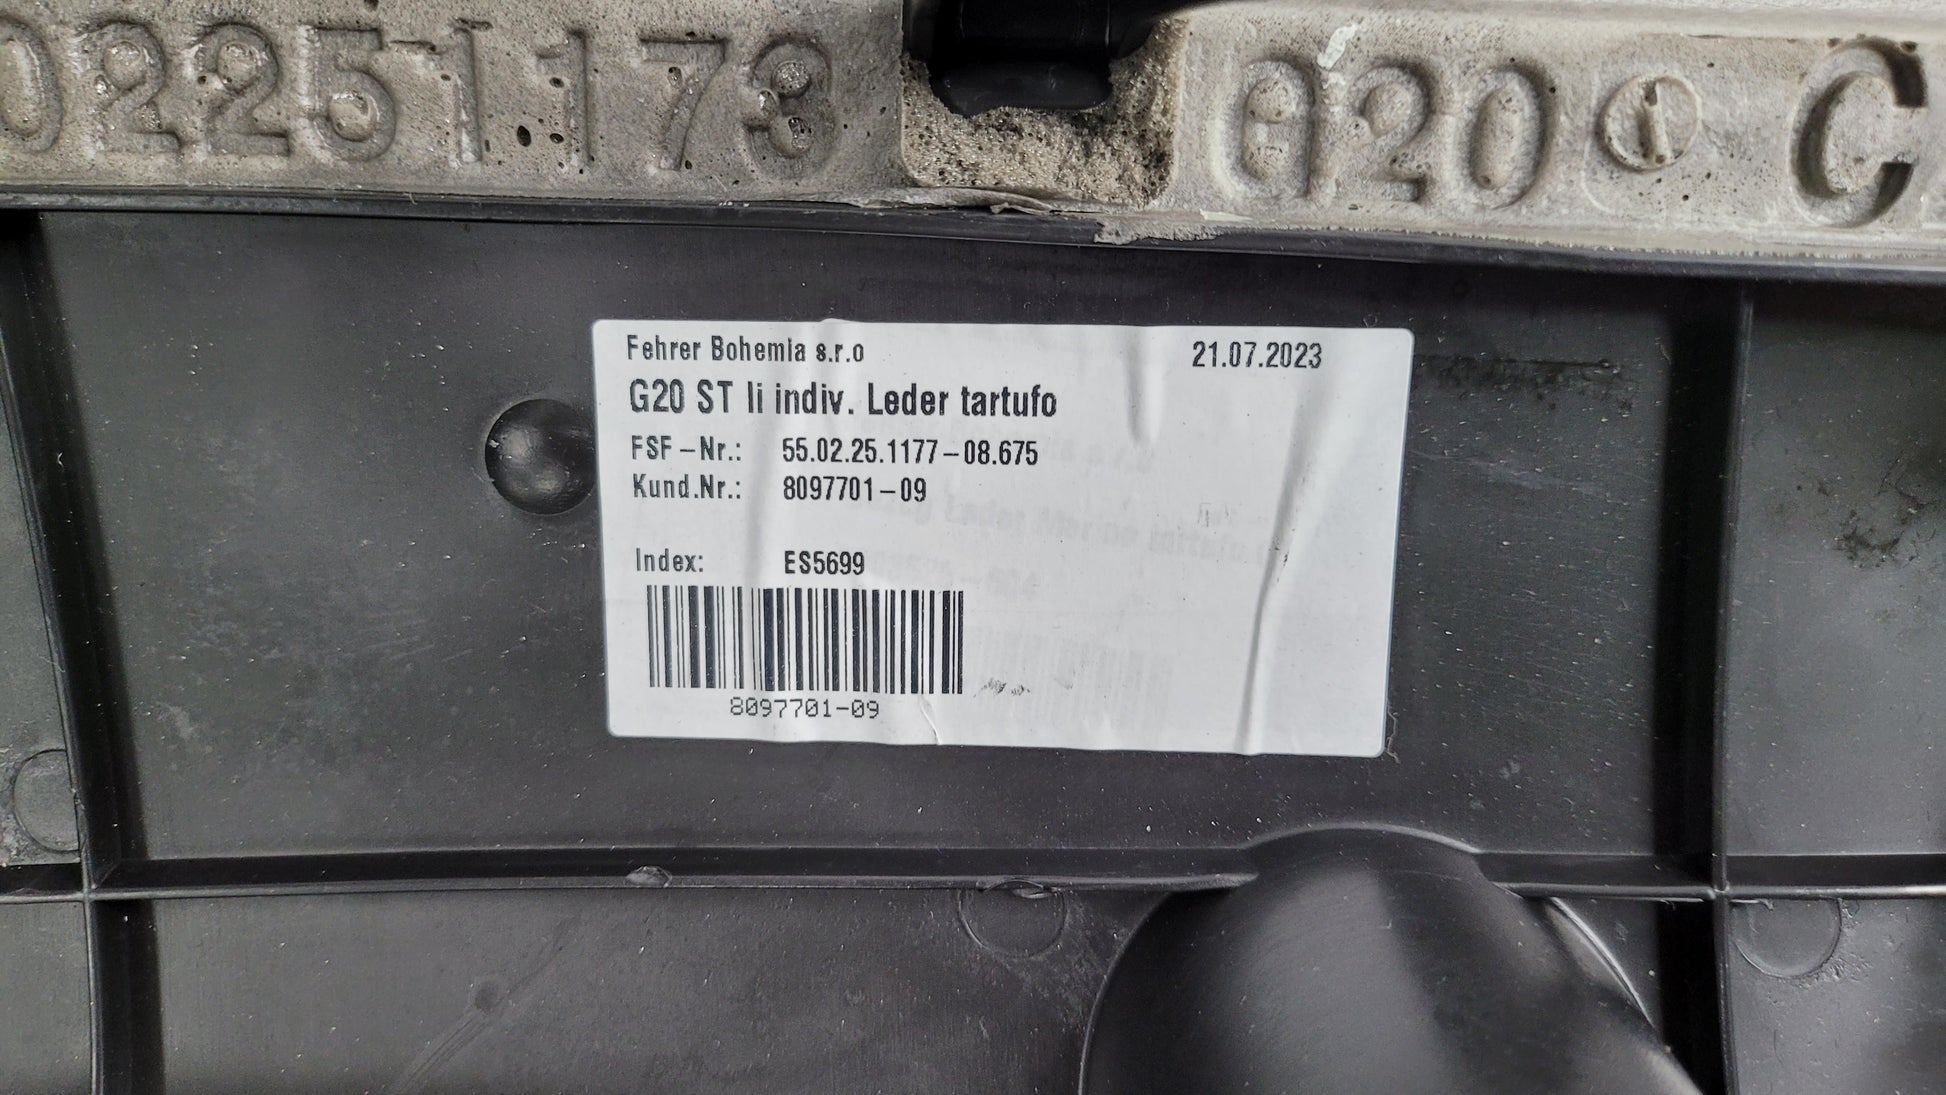 02251173
G20 C
Fehrer Bohemia s.r.o 21.07.2023
G20 ST li indiv. Leder tartufo
FSF-Nr.: 55.02.25.1177-08.675
Kund.Nr.: 8097701-09
Index: ES5699
8097701-09